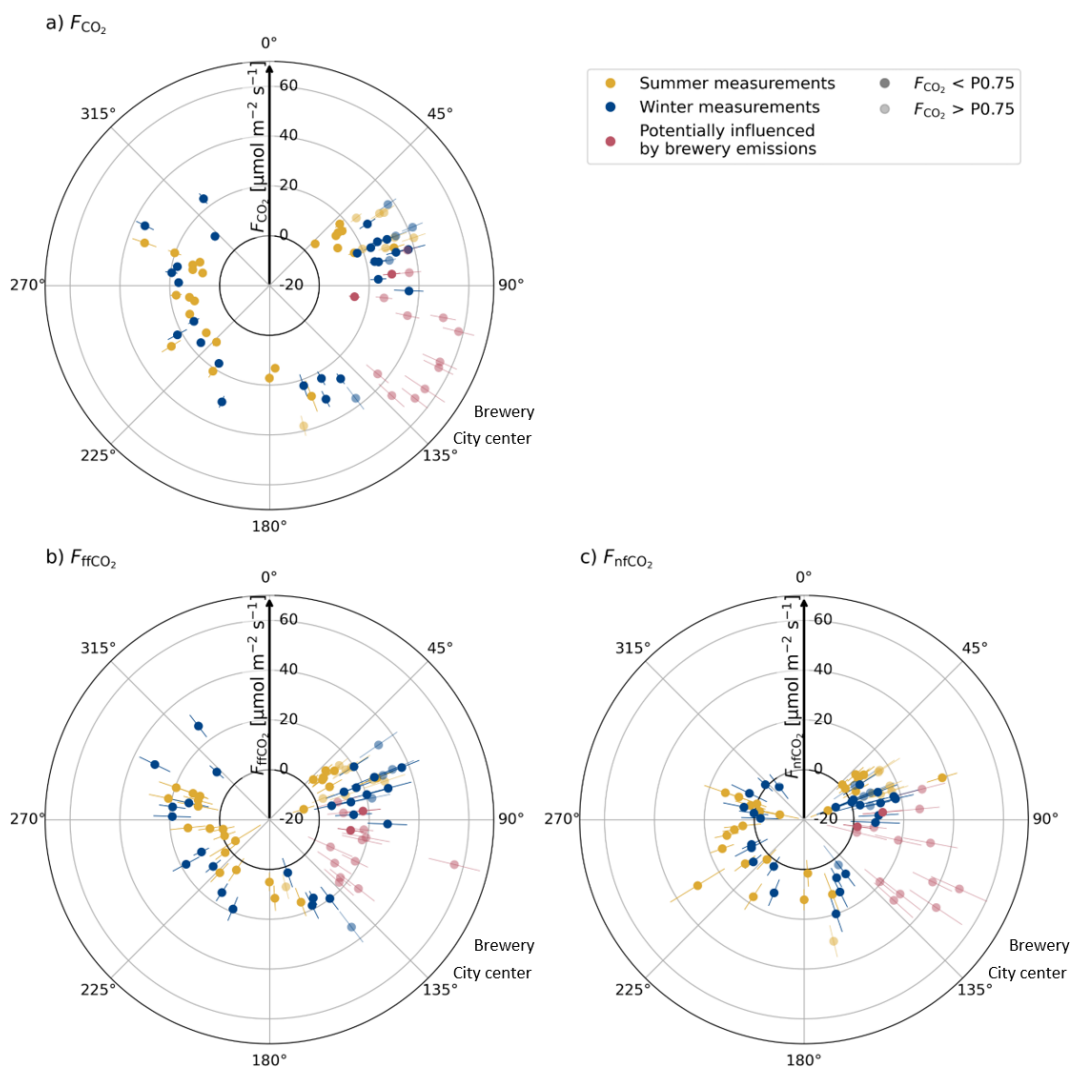 a) F_CO₂
0°
45°
90°
135°
180°
225°
270°
315°
F_CO₂ [µmol m⁻² s⁻¹]
60
40
20
0
-20
Brewery
City center
Summer measurements
Winter measurements
Potentially influenced
by brewery emissions
F_CO₂ < P0.75
F_CO₂ > P0.75
b) F_ffCO₂
0°
45°
90°
135°
180°
225°
270°
315°
F_ffCO₂ [µmol m⁻² s⁻¹]
60
40
20
0
-20
Brewery
City center
c) F_nfCO₂
0°
45°
90°
135°
180°
225°
270°
315°
F_nfCO₂ [µmol m⁻² s⁻¹]
60
40
20
0
-20
Brewery
City center